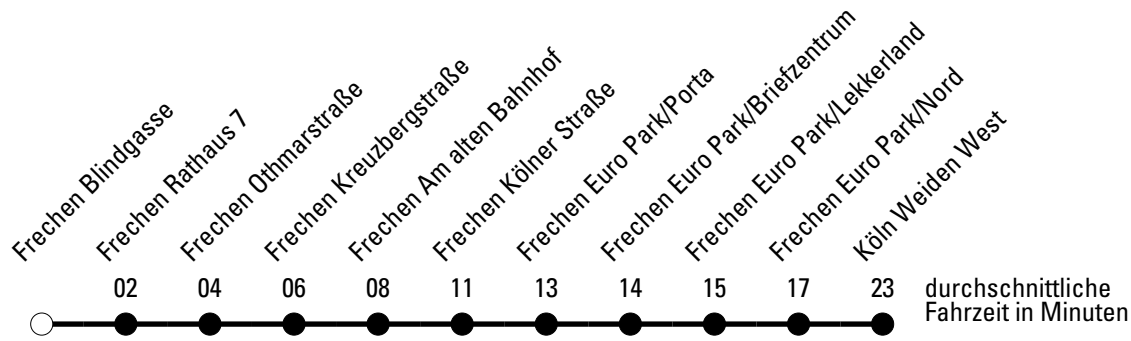 Frechen Blindgasse
Frechen Rathaus 7
Frechen Othmarstraße
Frechen Kreuzbergstraße
Frechen Am alten Bahnhof
Frechen Kölner Straße
Frechen Euro Park/Porta
Frechen Euro Park/Briefzentrum
Frechen Euro Park/Lekkerland
Frechen Euro Park/Nord
Köln Weiden West
02 04 06 08 11 13 14 15 17 23
durchschnittliche
Fahrzeit in Minuten